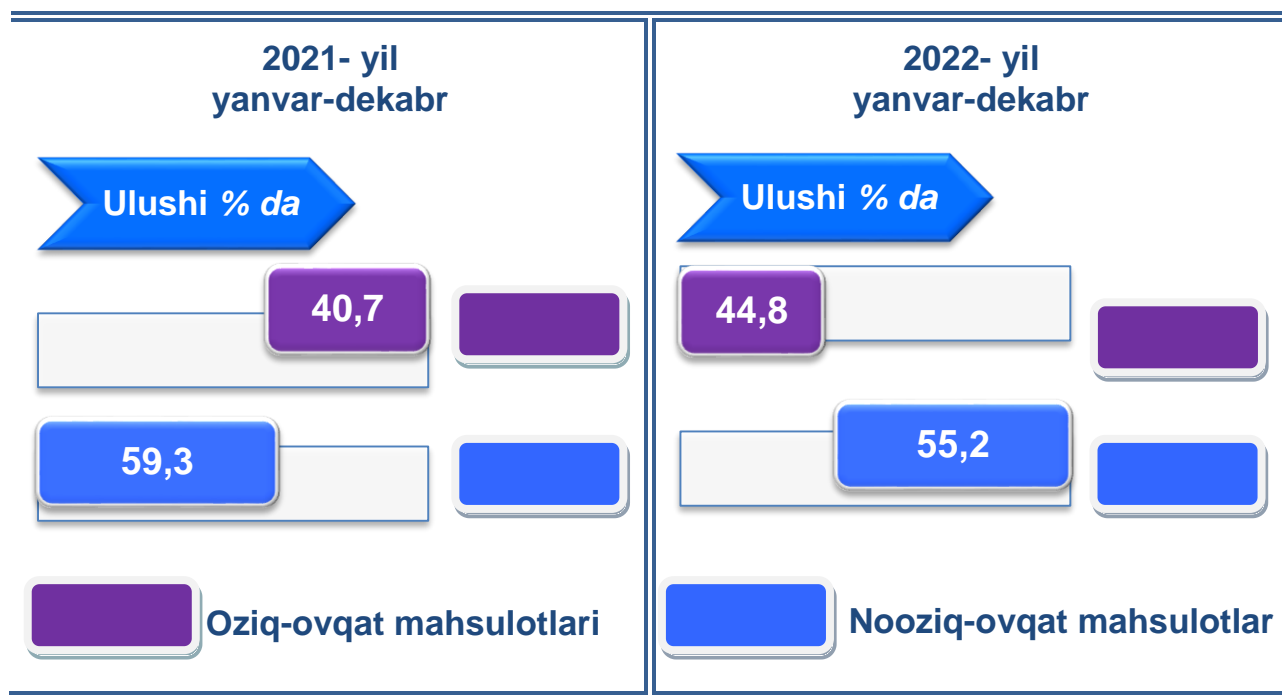 2021- yil
yanvar-dekabr
Ulushi % da
40,7
59,3
Oziq-ovqat mahsulotlari
2022- yil
yanvar-dekabr
Ulushi % da
44,8
55,2
Nooziq-ovqat mahsulotlar